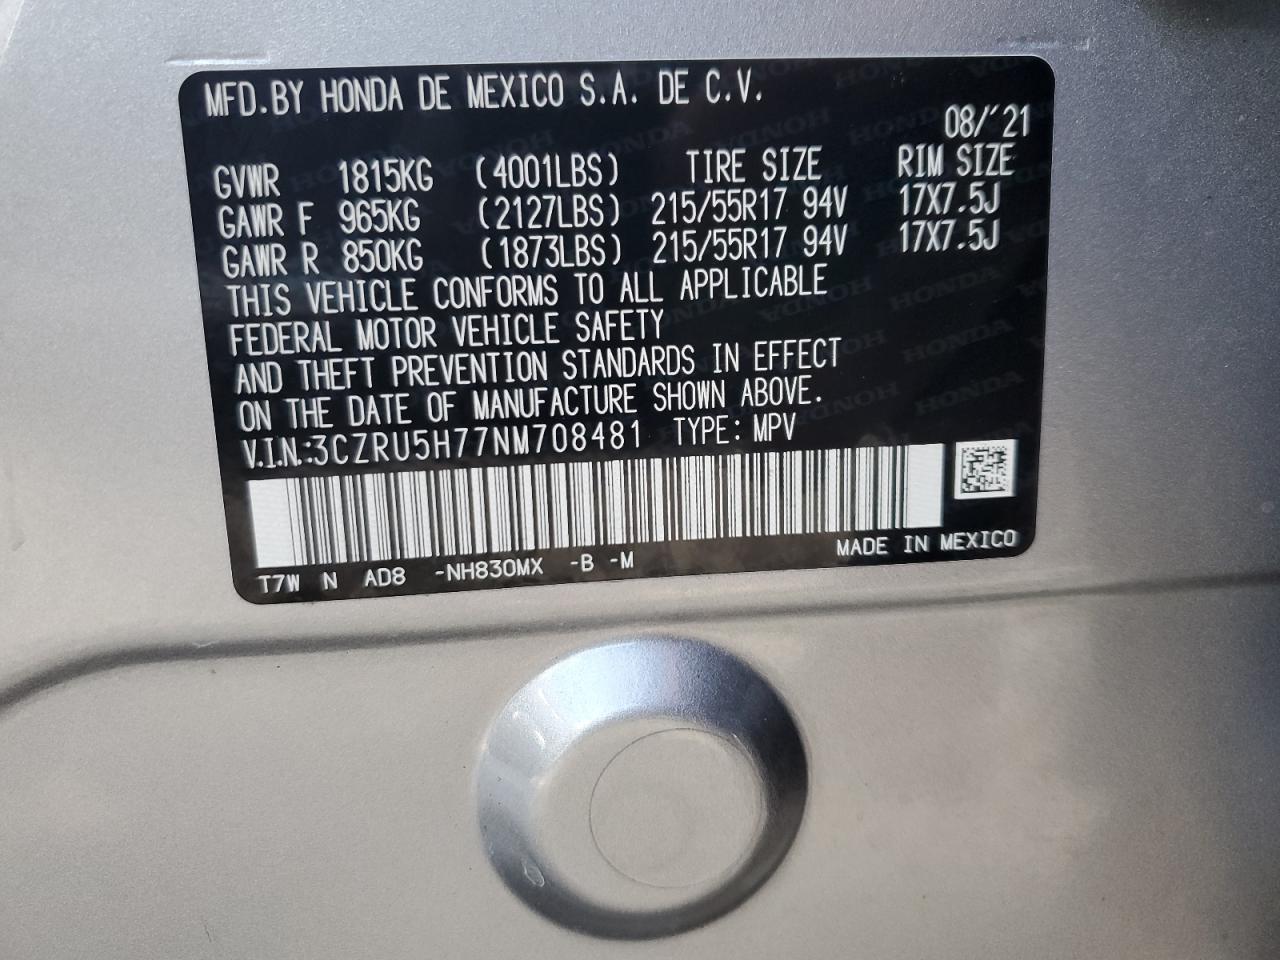 MFD.BY HONDA DE MEXICO S.A. DE C.V.
08/´21
GVWR 1815KG (4001LBS) TIRE SIZE RIM SIZE
GAWR F 965KG (2127LBS) 215/55R17 94V 17X7.5J
GAWR R 850KG (1873LBS) 215/55R17 94V 17X7.5J
THIS VEHICLE CONFORMS TO ALL APPLICABLE
FEDERAL MOTOR VEHICLE SAFETY
AND THEFT PREVENTION STANDARDS IN EFFECT
ON THE DATE OF MANUFACTURE SHOWN ABOVE.
V.I.N.:3CZRU5H77NM708481 TYPE: MPV
MADE IN MEXICO
T7W N AD8 -NH830MX -B -M